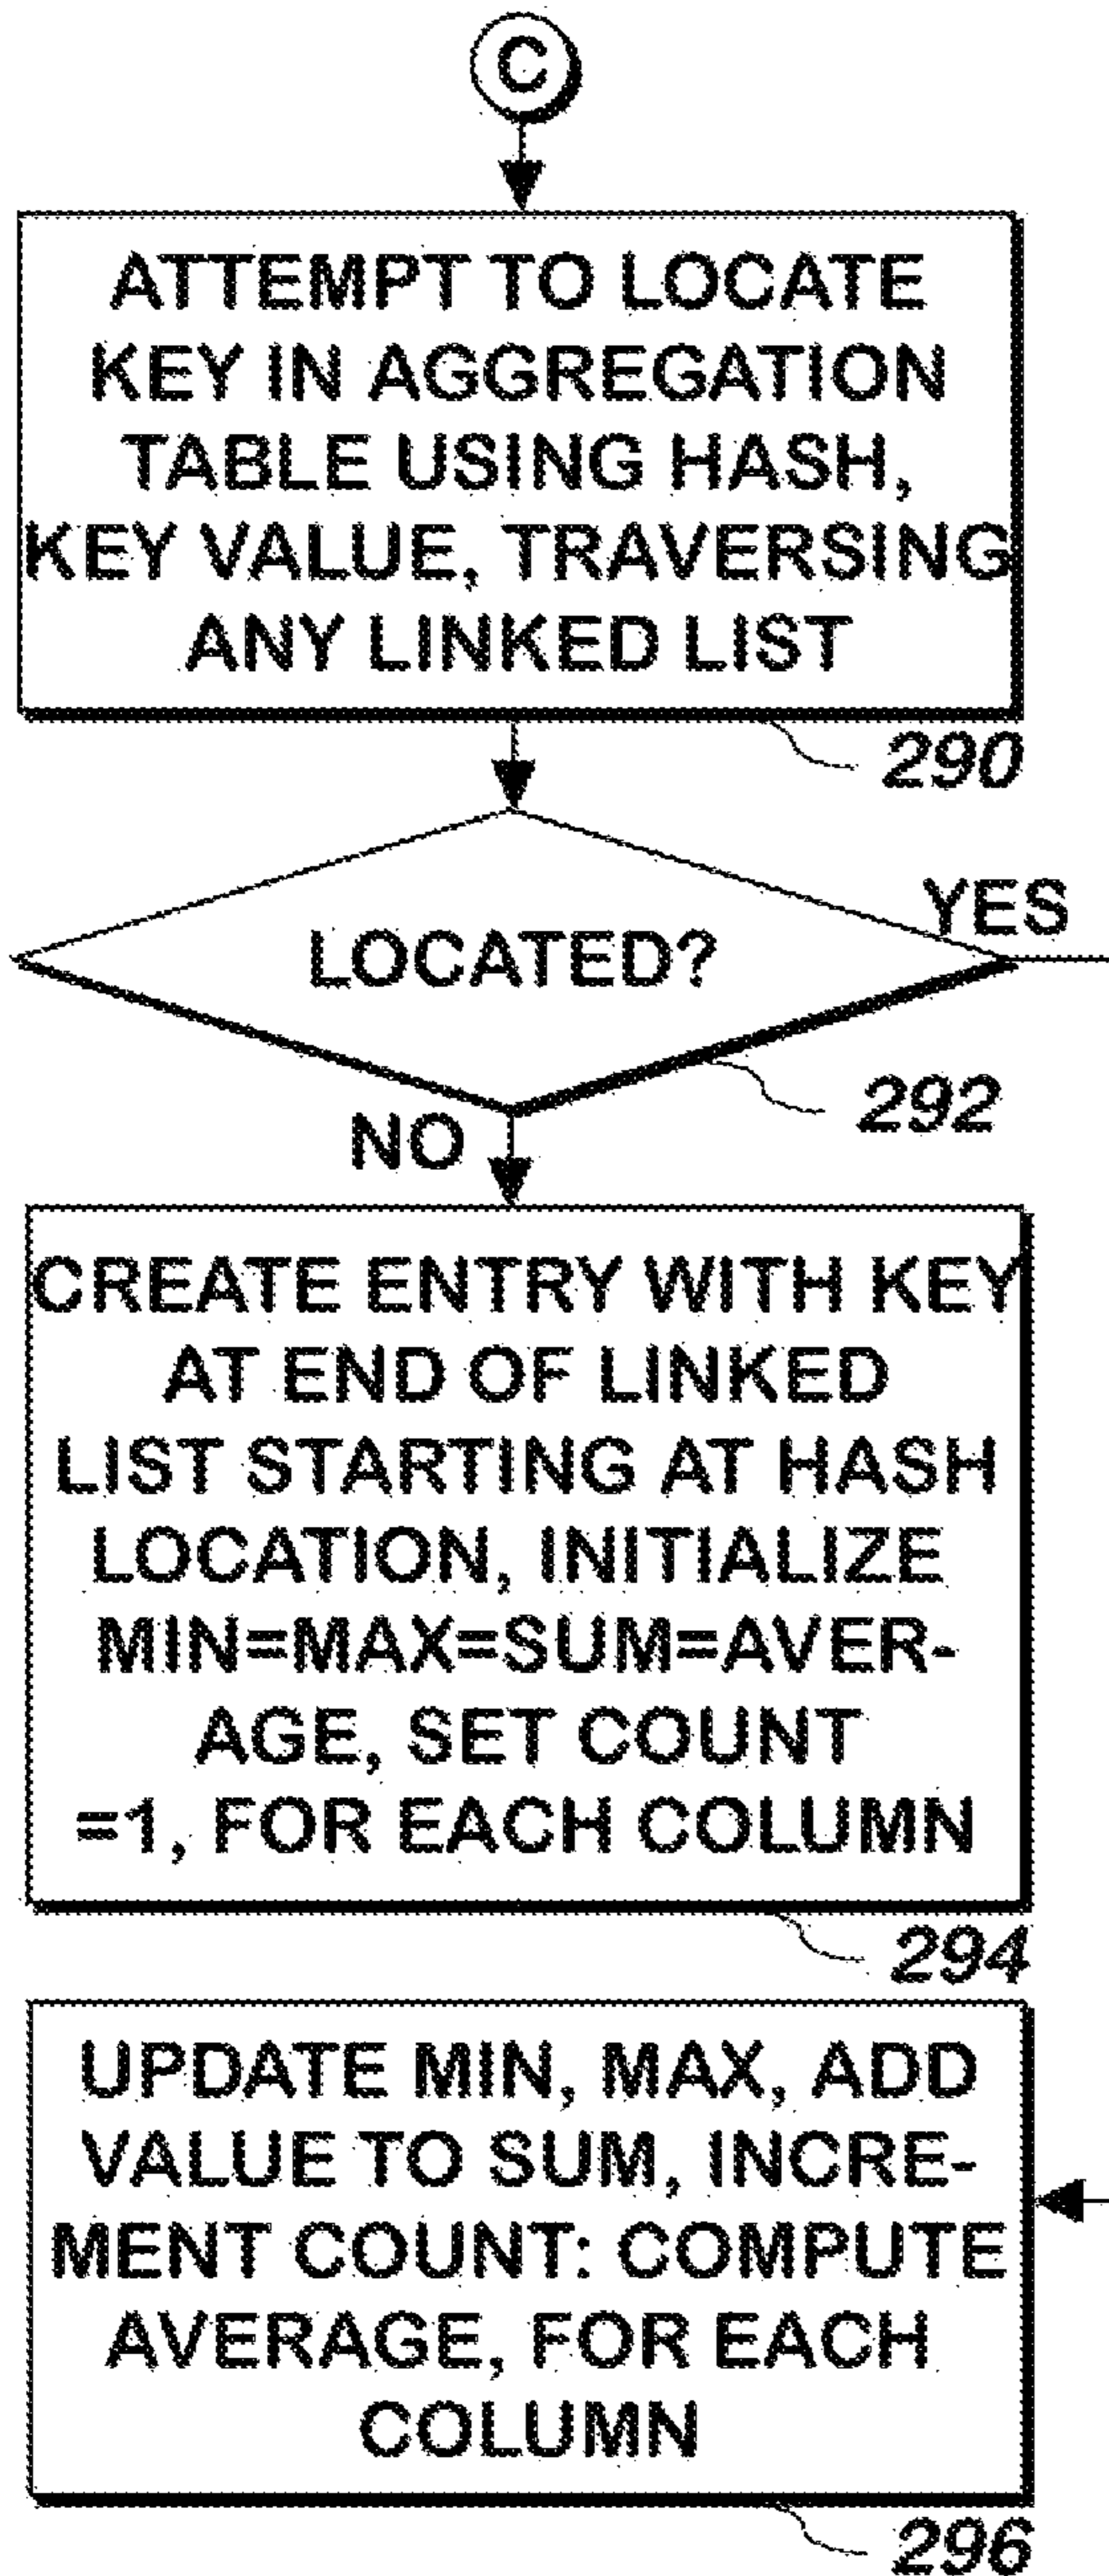 C
ATTEMPT TO LOCATE
KEY IN AGGREGATION
TABLE USING HASH,
KEY VALUE, TRAVERSING
ANY LINKED LIST
290
LOCATED?
YES
292
NO
CREATE ENTRY WITH KEY
AT END OF LINKED
LIST STARTING AT HASH
LOCATION, INITIALIZE
MIN=MAX=SUM=AVER-
AGE, SET COUNT
=1, FOR EACH COLUMN
294
UPDATE MIN, MAX, ADD
VALUE TO SUM, INCRE-
MENT COUNT: COMPUTE
AVERAGE, FOR EACH
COLUMN
296